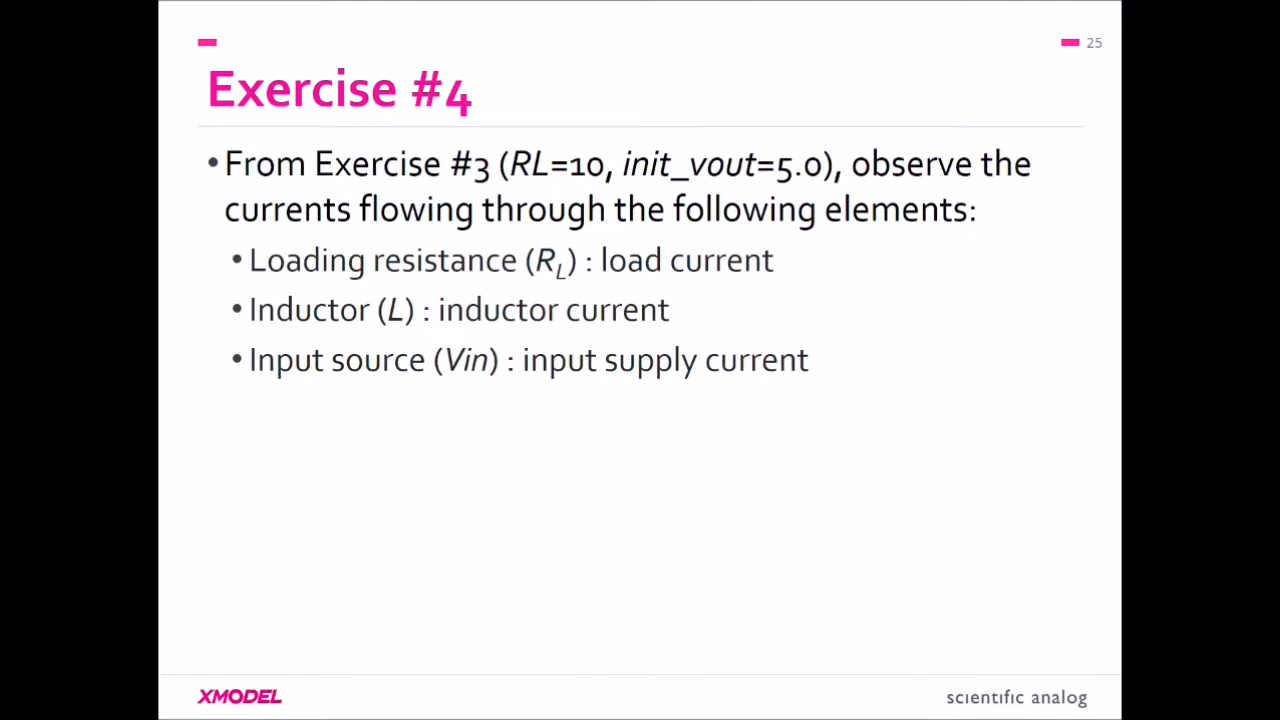 25
Exercise #4
•From Exercise #3 (RL=10, init_vout=5.0), observe the
currents flowing through the following elements:
•Loading resistance (RL) : load current
•Inductor (L) : inductor current
•Input source (Vin) : input supply current
XMODEL
scientific analog